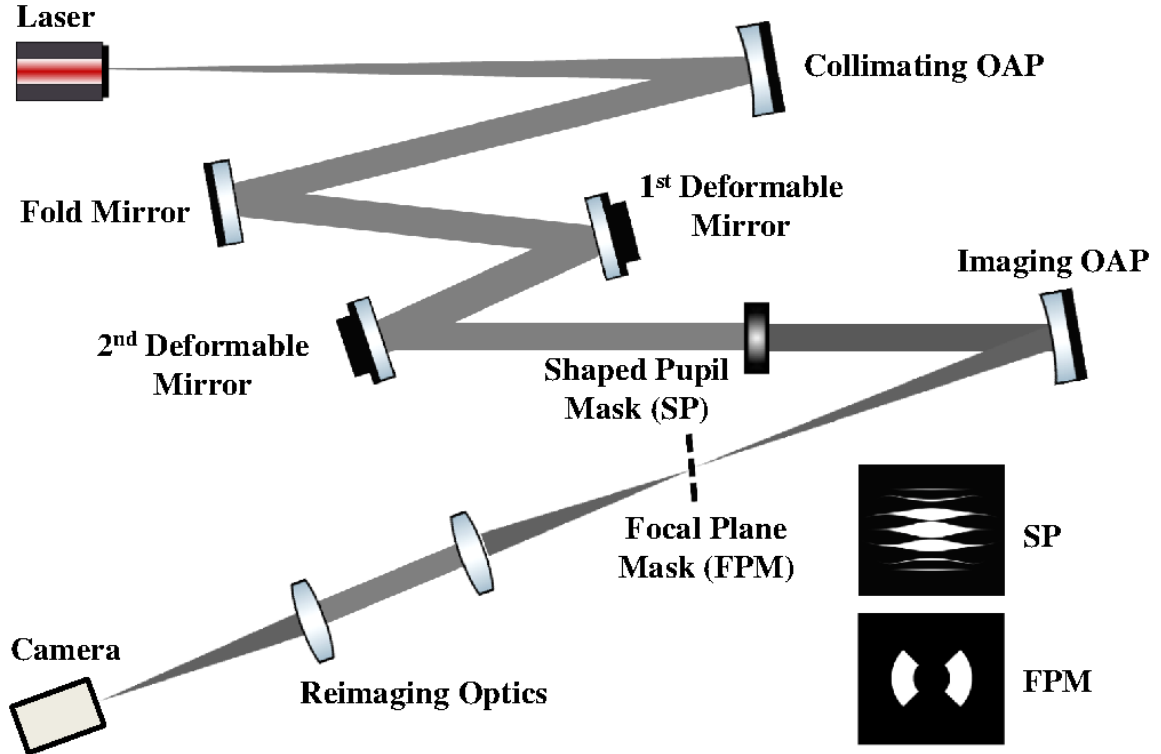 Laser
Collimating OAP
Fold Mirror
1st Deformable
Mirror
Imaging OAP
2nd Deformable
Mirror
Shaped Pupil
Mask (SP)
Focal Plane
Mask (FPM)
SP
Camera
Reimaging Optics
FPM